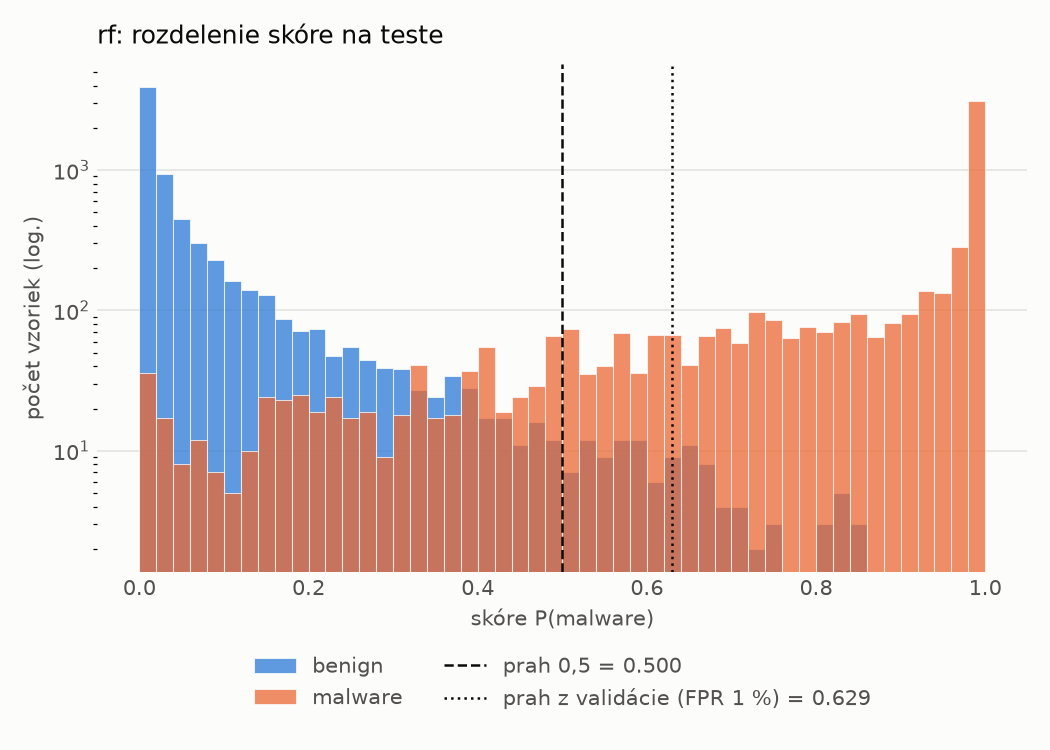 rf: rozdelenie skóre na teste
počet vzoriek (log.)
10³
10²
10¹
0.0 0.2 0.4 0.6 0.8 1.0
skóre P(malware)
benign
malware
prah 0,5 = 0.500
prah z validácie (FPR 1 %) = 0.629